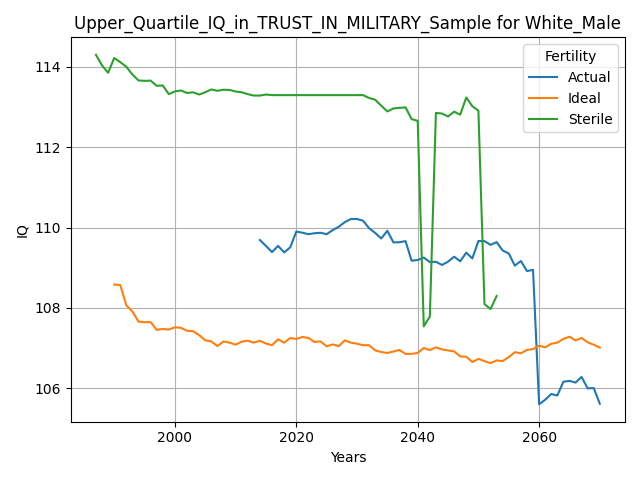 Upper_Quartile_IQ_in_TRUST_IN_MILITARY_Sample for White_Male
Fertility
Actual
Ideal
Sterile
IQ
114
112
110
108
106
2000
2020
2040
2060
Years